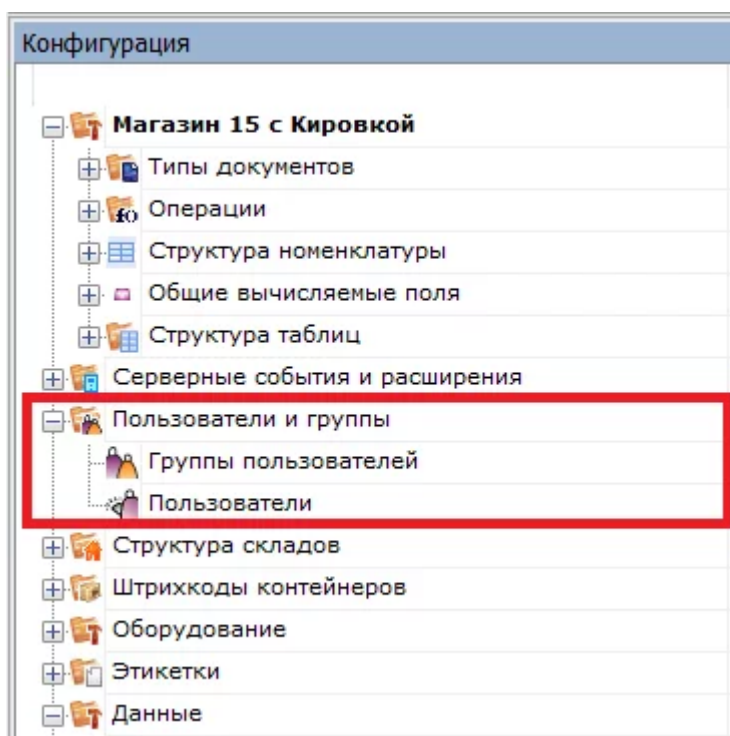 Конфигурация
Магазин 15 с Кировкой
Типы документов
Операции
Структура номенклатуры
Общие вычисляемые поля
Структура таблиц
Серверные события и расширения
Пользователи и группы
Группы пользователей
Пользователи
Структура складов
Штрихкоды контейнеров
Оборудование
Этикетки
Данные